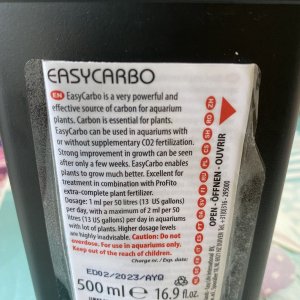 EASYCARBO
EN EasyCarbo is a very powerful and
effective source of carbon for aquarium
plants. Carbon is essential for plants.
EasyCarbo can be used in aquariums with
or without supplementary CO2 fertilization.
Strong improvement in growth can be seen
after only a few weeks. EasyCarbo enables
plants to grow much better. Excellent for
treatment in combination with ProFito
extra-complete plant fertilizer.
Dosage: 1 ml per 50 litres (13 US gallons)
per day, with a maximum of 2 ml per 50
litres (13 US gallons) per day in aquariums
with lots of plants. Higher dosage levels
are highly inadvisable. Caution: Do not
overdose. For use in aquariums only.
Keep out of the reach of children.
Charge nr. / Exp. date:
ED02/2023/AYQ
500 ml e 16.9 fl.oz.
OPEN - ÖFFNEN - OUVRIR